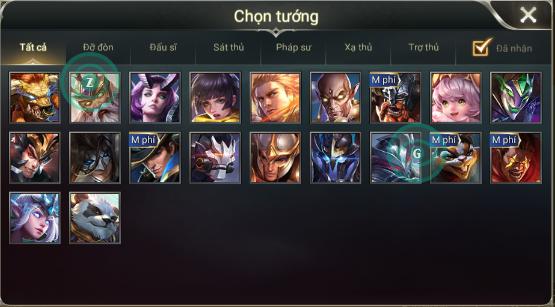 Chọn tướng
Tất cả Đỡ đòn Đấu sĩ Sát thủ Pháp sư Xạ thủ Trợ thủ Đã nhận
Z
M phí
M phí G M phí M phí